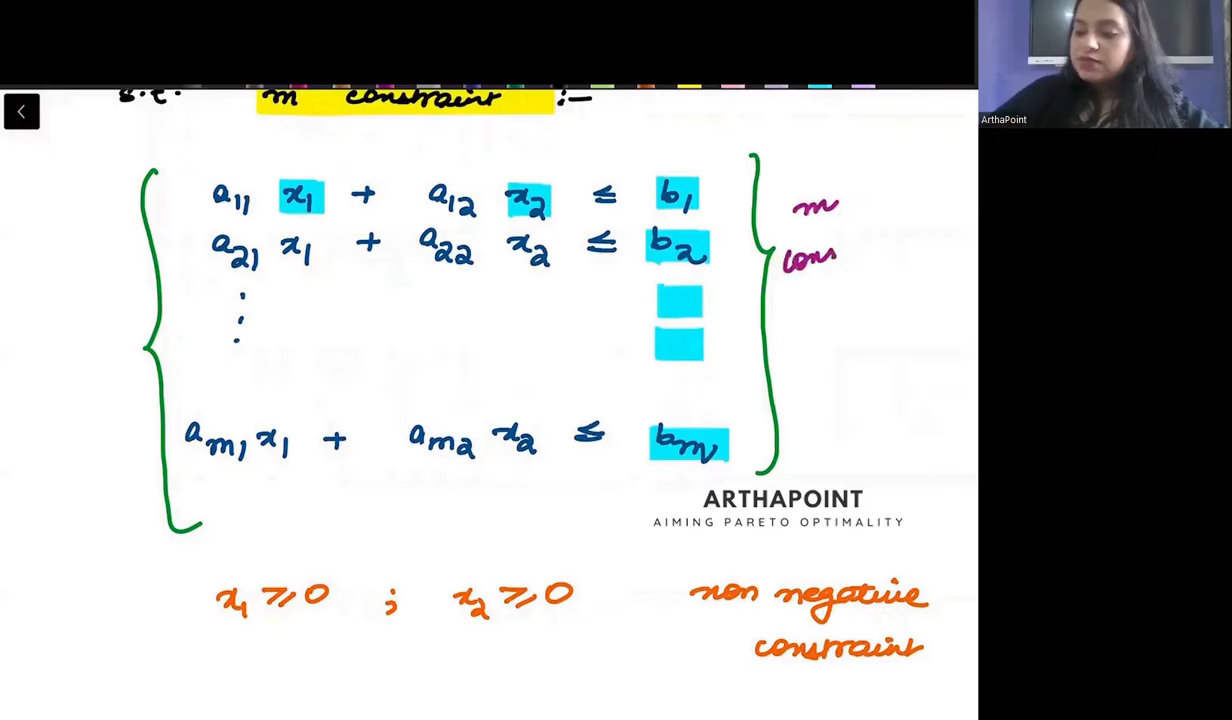 s.t. m constraint :-
a11 x1 + a12 x2 ≤ b1
a21 x1 + a22 x2 ≤ b2
am1 x1 + am2 x2 ≤ bm
m
cons
ARTHAPOINT
AIMING PARETO OPTIMALITY
x1 ≥ 0 ; x2 ≥ 0 non negative
constraint
ArthaPoint